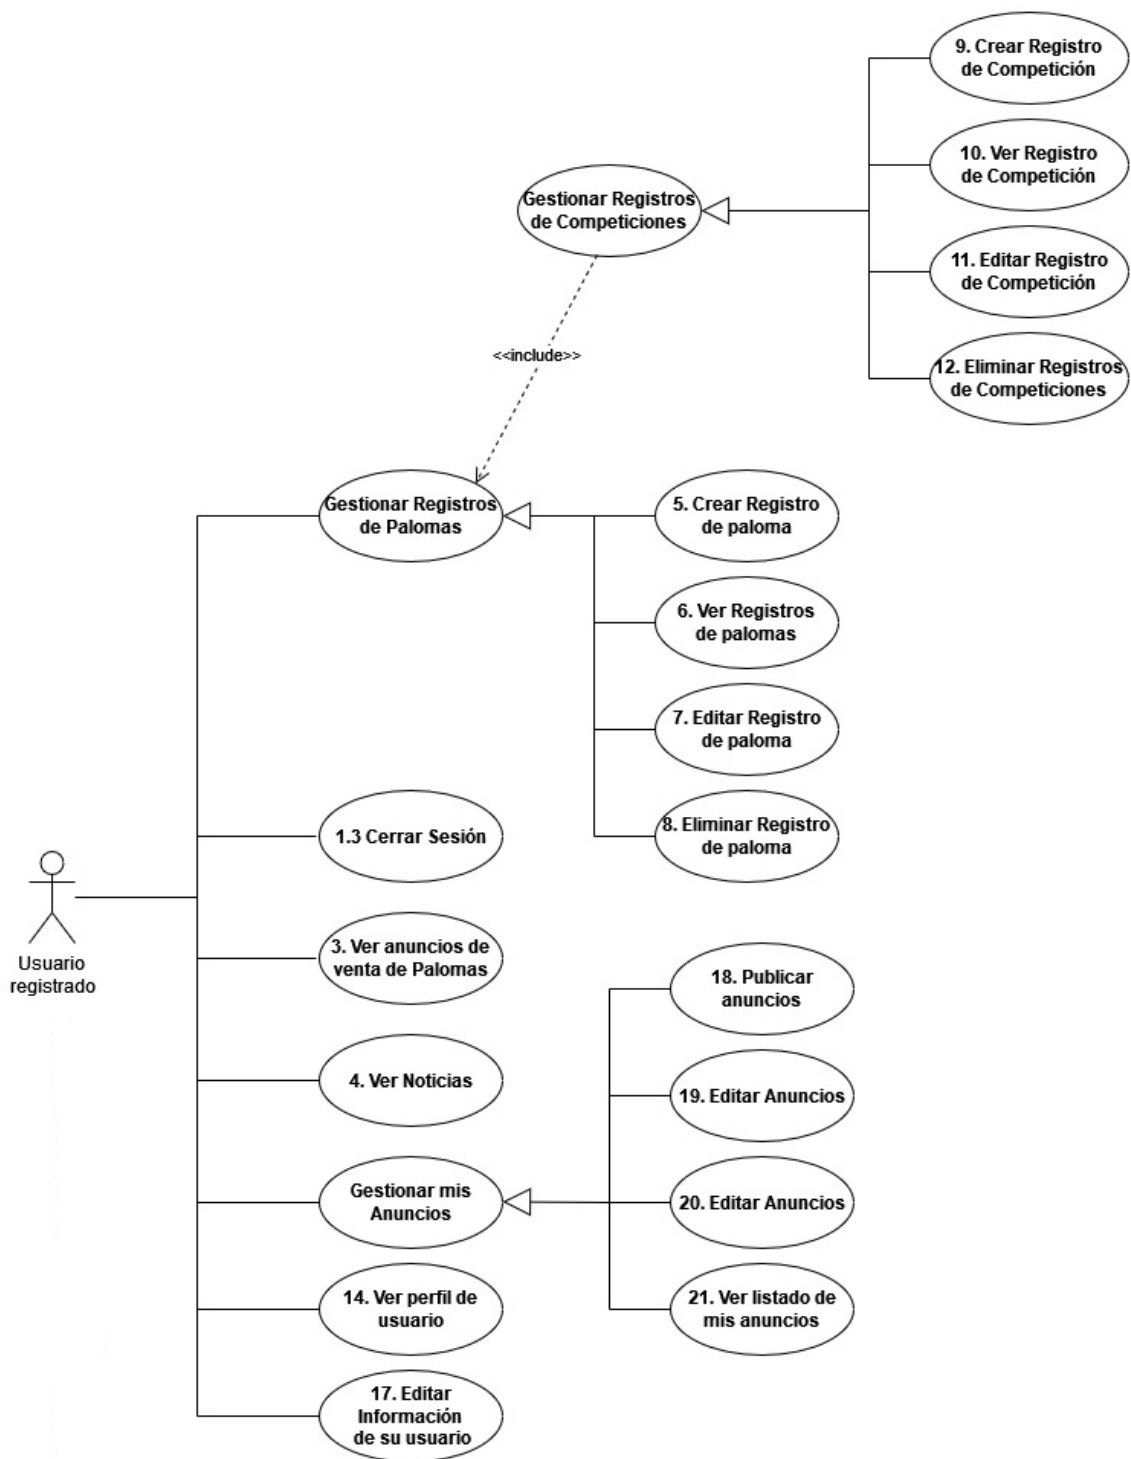 9. Crear Registro
de Competición
10. Ver Registro
de Competición
Gestionar Registros
de Competiciones
11. Editar Registro
de Competición
12. Eliminar Registros
de Competiciones
<<include>>
Gestionar Registros
de Palomas
5. Crear Registro
de paloma
6. Ver Registros
de palomas
7. Editar Registro
de paloma
8. Eliminar Registro
de paloma
1.3 Cerrar Sesión
Usuario
registrado
3. Ver anuncios de
venta de Palomas
18. Publicar
anuncios
4. Ver Noticias
19. Editar Anuncios
Gestionar mis
Anuncios
20. Editar Anuncios
14. Ver perfil de
usuario
21. Ver listado de
mis anuncios
17. Editar
Información
de su usuario